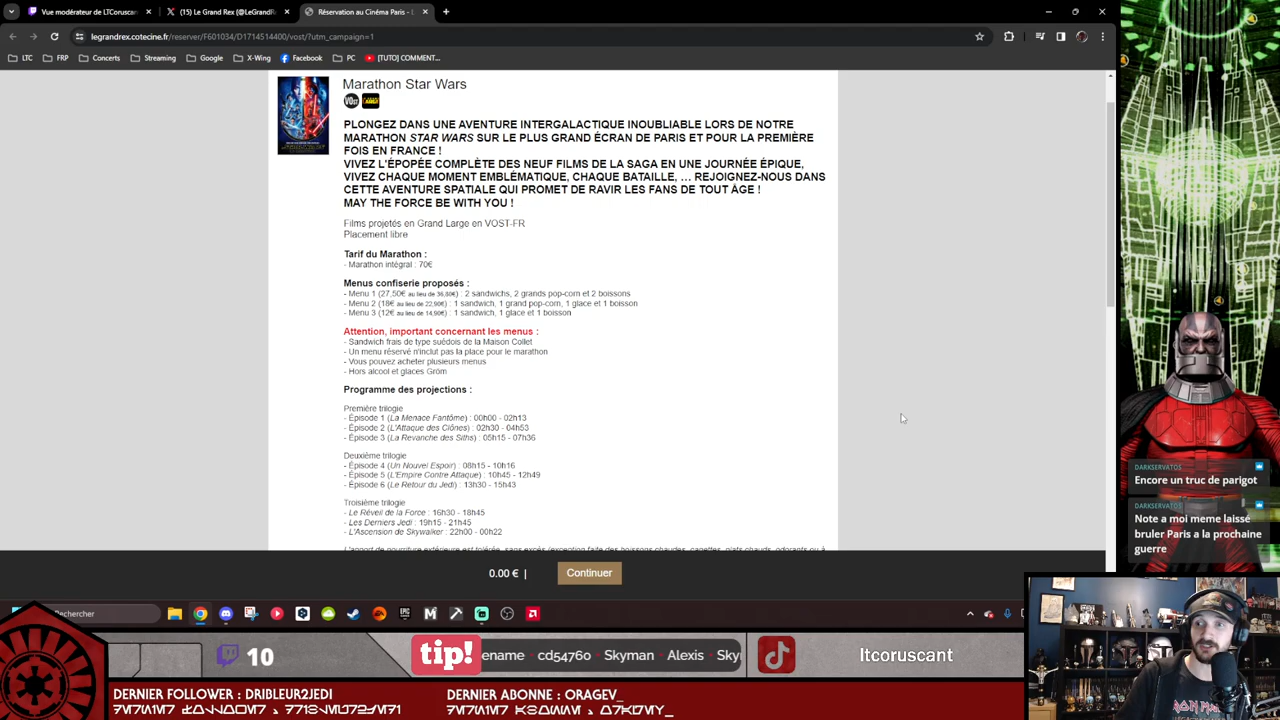 Vue modérateur de LTCorusca
(15) Le Grand Rex (@LeGrandR
Réservation au Cinéma Paris - L
legrandrex.cotecine.fr/reserver/F601034/D1714514400/vost/?utm_campaign=1
LTC
FRP
Concerts
Streaming
Google
X-Wing
Facebook
PC
[TUTO] COMMENT...
Marathon Star Wars
VOst
PLONGEZ DANS UNE AVENTURE INTERGALACTIQUE INOUBLIABLE LORS DE NOTRE
MARATHON STAR WARS SUR LE PLUS GRAND ÉCRAN DE PARIS ET POUR LA PREMIÈRE
FOIS EN FRANCE !
VIVEZ L'ÉPOPÉE COMPLÈTE DES NEUF FILMS DE LA SAGA EN UNE JOURNÉE ÉPIQUE,
VIVEZ CHAQUE MOMENT EMBLÉMATIQUE, CHAQUE BATAILLE, ... REJOIGNEZ-NOUS DANS
CETTE AVENTURE SPATIALE QUI PROMET DE RAVIR LES FANS DE TOUT ÂGE !
MAY THE FORCE BE WITH YOU !
Films projetés en Grand Large en VOST-FR
Placement libre
Tarif du Marathon :
- Marathon intégral : 70€
Menus confiserie proposés :
- Menu 1 (27,50€ au lieu de 36,60€) : 2 sandwichs, 2 grands pop-corn et 2 boissons
- Menu 2 (18€ au lieu de 22,90€) : 1 sandwich, 1 grand pop-corn, 1 glace et 1 boisson
- Menu 3 (12€ au lieu de 14,90€) : 1 sandwich, 1 glace et 1 boisson
Attention, important concernant les menus :
- Sandwich frais de type suédois de la Maison Collet
- Un menu réservé n'inclut pas la place pour le marathon
- Vous pouvez acheter plusieurs menus
- Hors alcool et glaces Gröm
Programme des projections :
Première trilogie
- Épisode 1 (La Menace Fantôme) : 00h00 - 02h13
- Épisode 2 (L'Attaque des Clônes) : 02h30 - 04h53
- Épisode 3 (La Revanche des Siths) : 05h15 - 07h36
Deuxième trilogie
- Épisode 4 (Un Nouvel Espoir) : 08h15 - 10h16
- Épisode 5 (L'Empire Contre Attaque) : 10h45 - 12h49
- Épisode 6 (Le Retour du Jedi) : 13h30 - 15h43
Troisième trilogie
- Le Réveil de la Force : 16h30 - 18h45
- Les Derniers Jedi : 19h15 - 21h45
- L'Ascension de Skywalker : 22h00 - 00h22
0.00 € |
Continuer
DARKSERVATOS
Encore un truc de parigot
Note a moi meme laissé
bruler Paris a la prochaine
guerre
Rechercher
10
tip!
ename • cd5476o • Skyman • Alexis • Sky
ltcoruscant
DERNIER FOLLOWER : DRIBLEUR2JEDI
DERNIER ABONNE : ORAGEV_
IRON MAIDEN